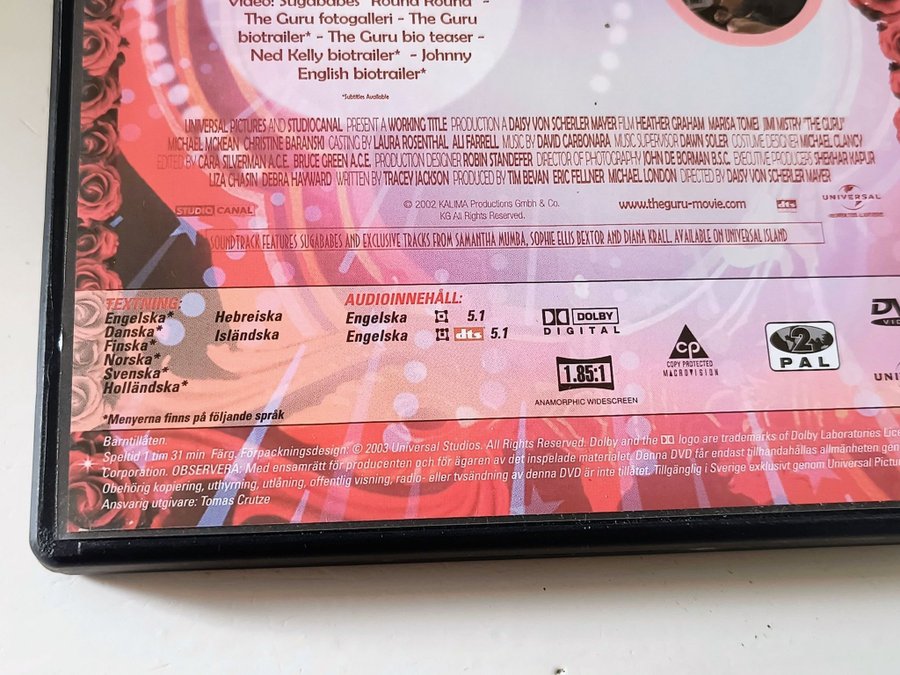 Video: Sugababes "Round Round" -
The Guru fotogalleri - The Guru
biotrailer* - The Guru bio teaser -
Ned Kelly biotrailer* - Johnny
English biotrailer*
*Subtitles Available
UNIVERSAL PICTURES AND STUDIOCANAL PRESENT A WORKING TITLE PRODUCTION A DAISY VON SCHERLER MAYER FILM HEATHER GRAHAM MARISA TOMEI JIMI MISTRY "THE GURU"
MICHAEL MCKEAN CHRISTINE BARANSKI CASTING BY LAURA ROSENTHAL ALI FARRELL MUSIC BY DAVID CARBONARA MUSIC SUPERVISOR DAWN SOLER COSTUME DESIGNER MICHAEL CLANCY
EDITED BY CARA SILVERMAN A.C.E. BRUCE GREEN A.C.E. PRODUCTION DESIGNER ROBIN STANDEFER DIRECTOR OF PHOTOGRAPHY JOHN DE BORMAN B.S.C. EXECUTIVE PRODUCERS SHEKHAR KAPUR
LIZA CHASIN DEBRA HAYWARD WRITTEN BY TRACEY JACKSON PRODUCED BY TIM BEVAN ERIC FELLNER MICHAEL LONDON DIRECTED BY DAISY VON SCHERLER MAYER
STUDIO CANAL
© 2002 KALIMA Productions Gmbh & Co.
KG All Rights Reserved.
www.theguru-movie.com
dts
UNIVERSAL
SOUNDTRACK FEATURES SUGABABES AND EXCLUSIVE TRACKS FROM SAMANTHA MUMBA, SOPHIE ELLIS BEXTOR AND DIANA KRALL. AVAILABLE ON UNIVERSAL ISLAND
TEXTNING:
Engelska* Hebreiska
Danska* Isländska
Finska*
Norska*
Svenska*
Holländska*
*Menyerna finns på följande språk
AUDIOINNEHÅLL:
Engelska 5.1
Engelska dts 5.1
DOLBY
DIGITAL
1.85:1
ANAMORPHIC WIDESCREEN
CP
COPY PROTECTED
MACROVISION
2
PAL
DV
VID
UN
Barntillåten.
Speltid 1 tim 31 min Färg. Förpackningsdesign: © 2003 Universal Studios. All Rights Reserved. Dolby and the DD logo are trademarks of Dolby Laboratories Lice
Corporation. OBSERVERA: Med ensamrätt för producenten och för ägaren av det inspelade materialet. Danna DVD får endast tillhandahållas allmänheten gen
Obehörig kopiering, uthyrning, utlåning, offentlig visning, radio- eller tvsändning av denna DVD är inte tillåtet. Tillgänglig i Sverige exklusivt genom Universal Pictur
Ansvarig utgivare: Tomas Crutze